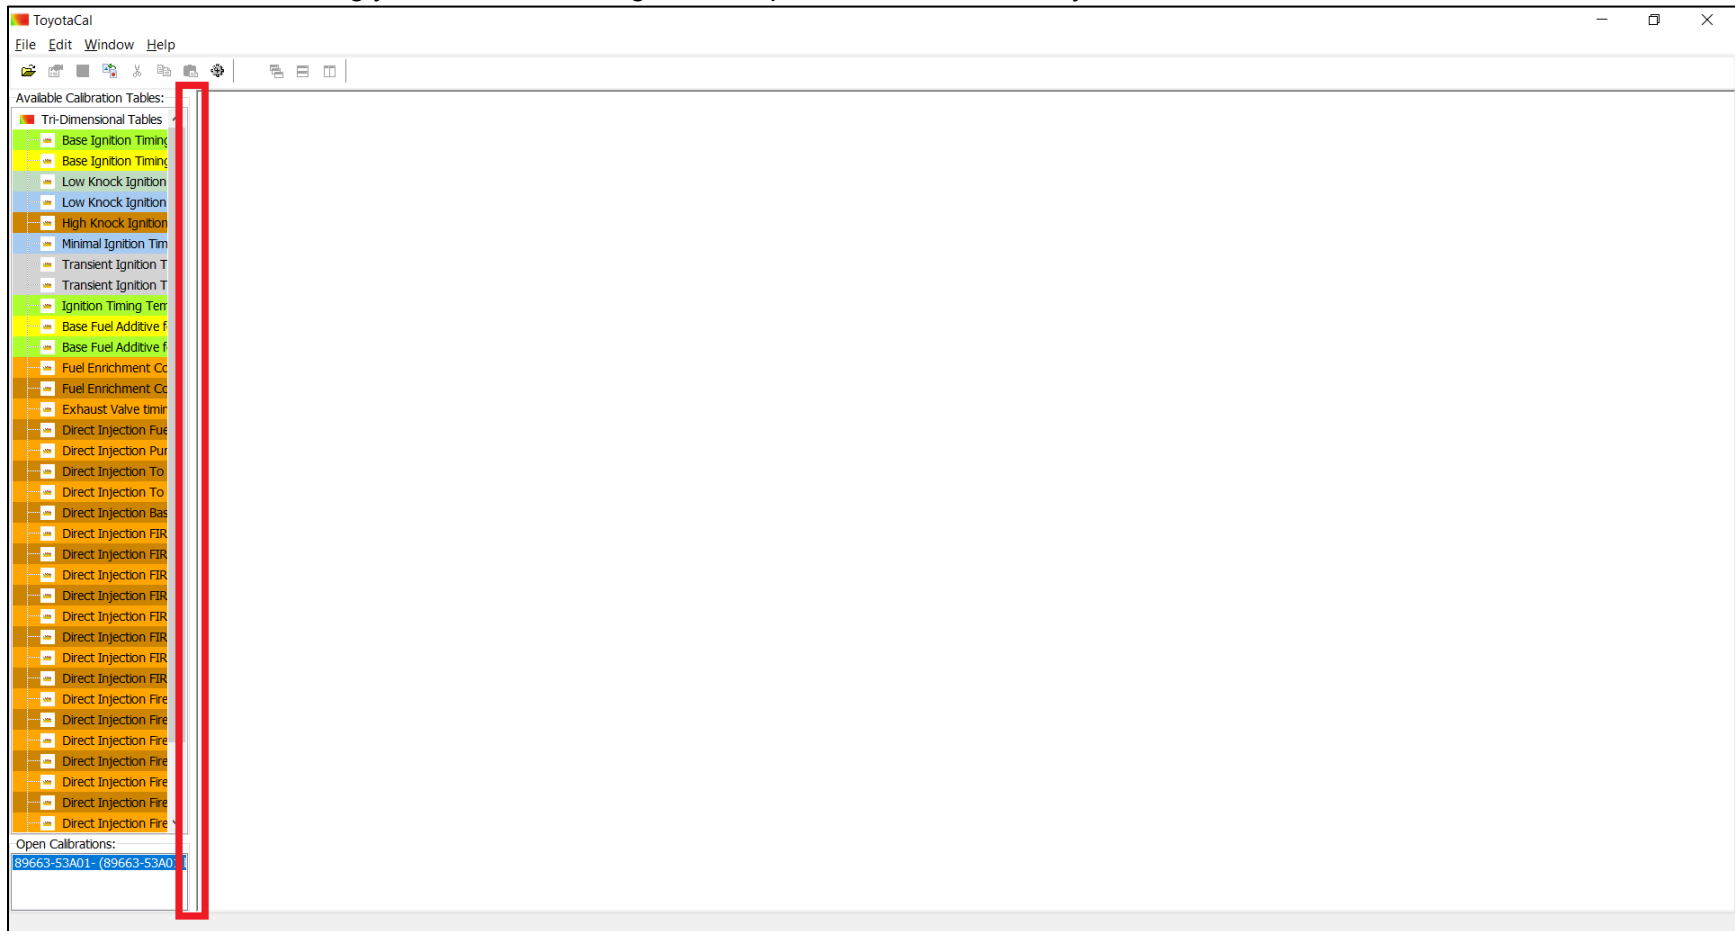 ToyotaCal
File Edit Window Help
Available Calibration Tables:
Tri-Dimensional Tables
Base Ignition Timing
Base Ignition Timing
Low Knock Ignition
Low Knock Ignition
High Knock Ignition
Minimal Ignition Tim
Transient Ignition T
Transient Ignition T
Ignition Timing Tem
Base Fuel Additive f
Base Fuel Additive f
Fuel Enrichment Co
Fuel Enrichment Co
Exhaust Valve timin
Direct Injection Fue
Direct Injection Pur
Direct Injection To
Direct Injection To
Direct Injection Bas
Direct Injection FIR
Direct Injection FIR
Direct Injection FIR
Direct Injection FIR
Direct Injection FIR
Direct Injection FIR
Direct Injection FIR
Direct Injection FIR
Direct Injection Fire
Direct Injection Fire
Direct Injection Fire
Direct Injection Fire
Direct Injection Fire
Direct Injection Fire
Direct Injection Fire
Open Calibrations:
89663-53A01- (89663-53A01